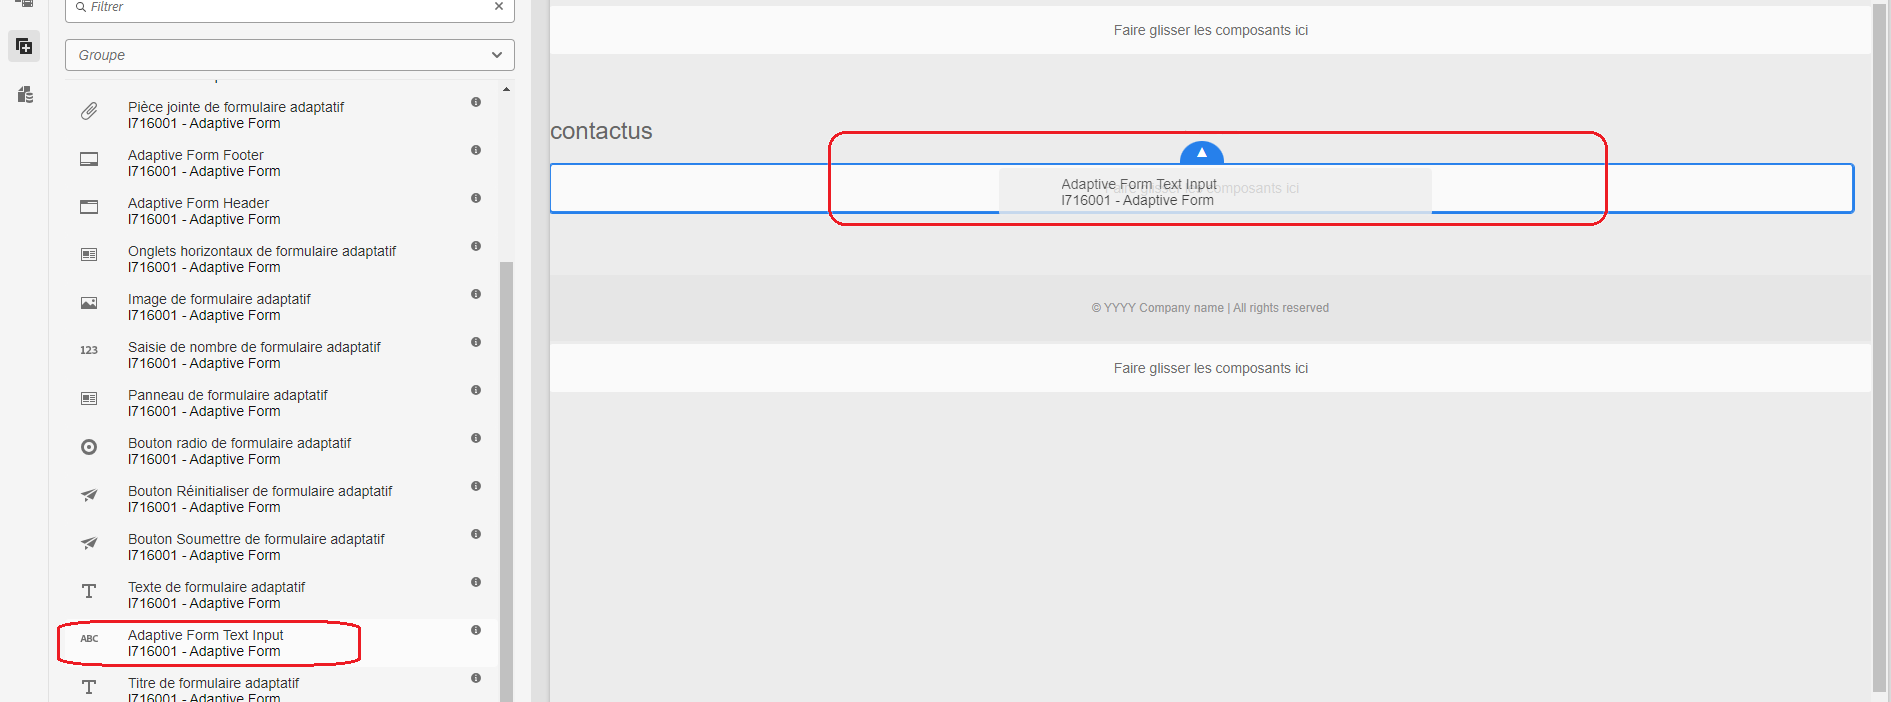 Filtrer
Groupe
Pièce jointe de formulaire adaptatif
I716001 - Adaptive Form
Adaptive Form Footer
I716001 - Adaptive Form
Adaptive Form Header
I716001 - Adaptive Form
Onglets horizontaux de formulaire adaptatif
I716001 - Adaptive Form
Image de formulaire adaptatif
I716001 - Adaptive Form
123
Saisie de nombre de formulaire adaptatif
I716001 - Adaptive Form
Panneau de formulaire adaptatif
I716001 - Adaptive Form
Bouton radio de formulaire adaptatif
I716001 - Adaptive Form
Bouton Réinitialiser de formulaire adaptatif
I716001 - Adaptive Form
Bouton Soumettre de formulaire adaptatif
I716001 - Adaptive Form
Texte de formulaire adaptatif
I716001 - Adaptive Form
ABC
Adaptive Form Text Input
I716001 - Adaptive Form
Titre de formulaire adaptatif
I716001 - Adaptive Form
Faire glisser les composants ici
contactus
Faire glisser les composants ici
Adaptive Form Text Input
I716001 - Adaptive Form
© YYYY Company name | All rights reserved
Faire glisser les composants ici